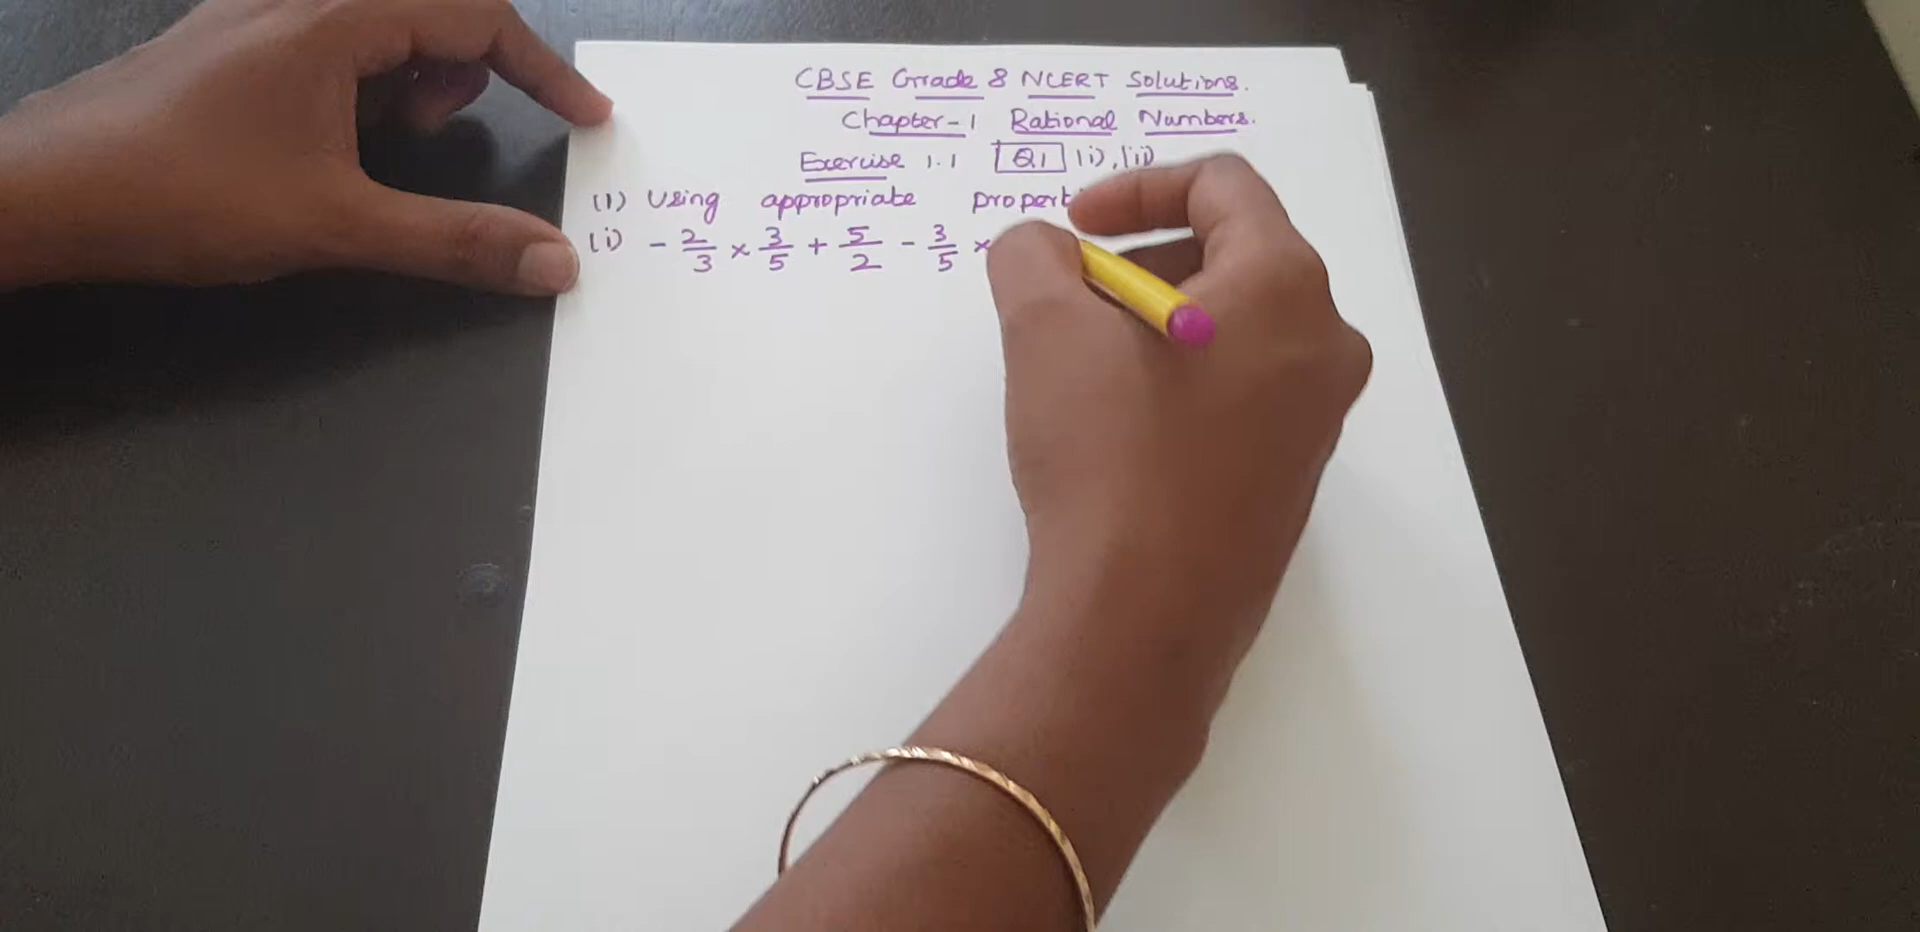 CBSE Grade 8 NCERT Solutions.
Chapter-1 Rational Numbers.
Exercise 1.1 Q1 (i), (ii)
(1) Using appropriate
(i) - 2/3 × 3/5 + 5/2 - 3/5 ×